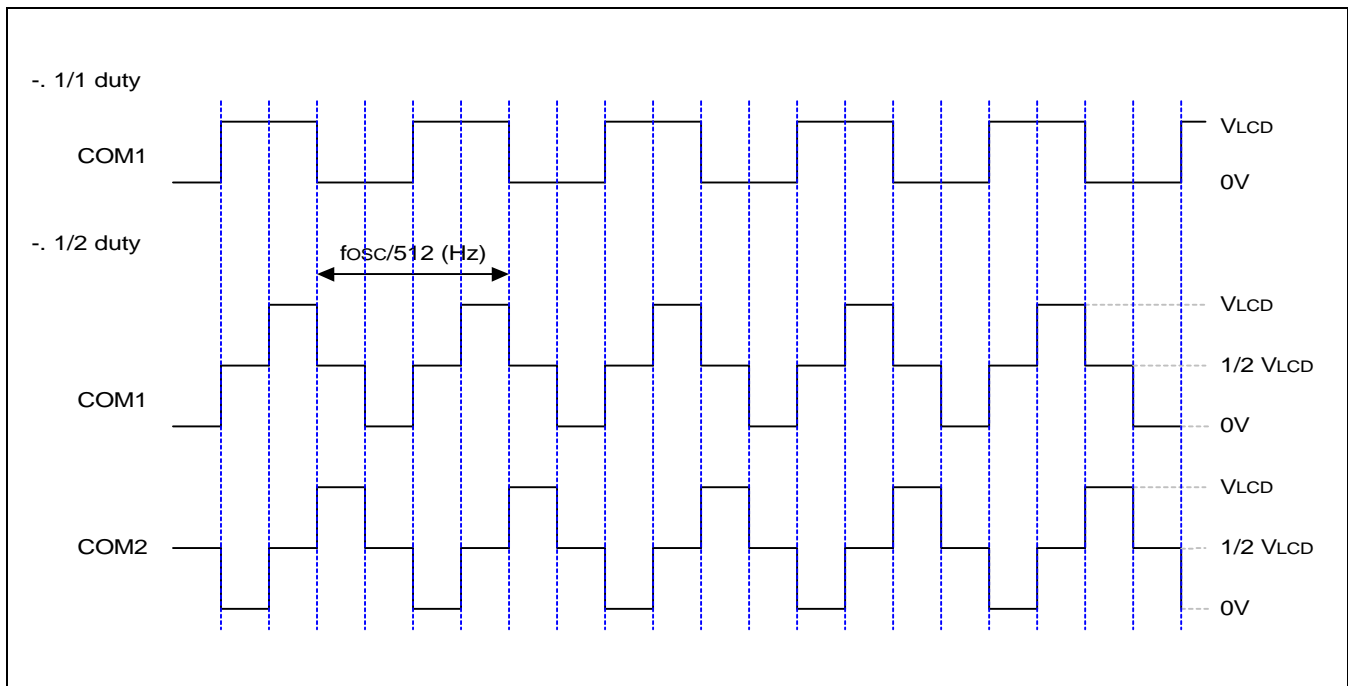 -. 1/1 duty
VLCD
COM1
0V
-. 1/2 duty
fOSC/512 (Hz)
VLCD
1/2 VLCD
COM1
0V
VLCD
COM2
1/2 VLCD
0V